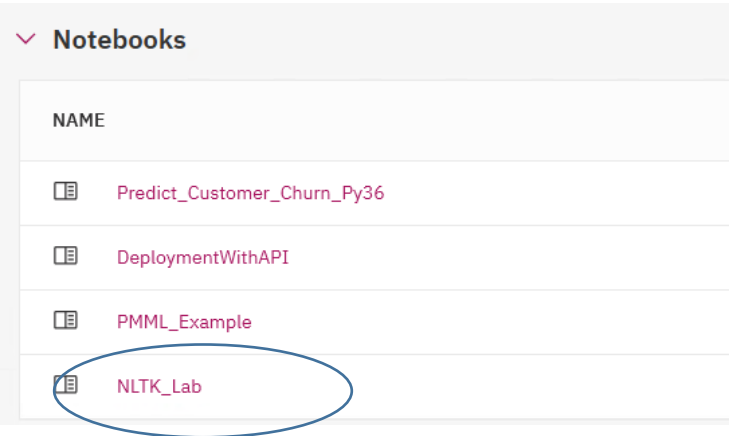 Notebooks
NAME
Predict_Customer_Churn_Py36
DeploymentWithAPI
PMML_Example
NLTK_Lab